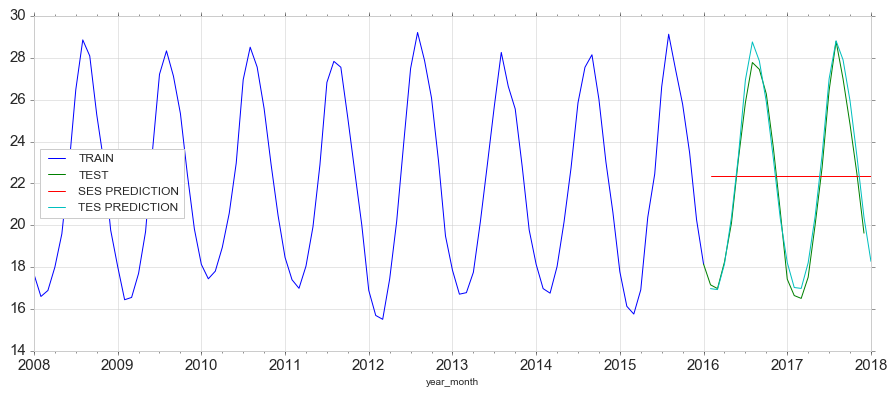 30
28
26
24
22
20
18
16
14
TRAIN
TEST
SES PREDICTION
TES PREDICTION
2008 2009 2010 2011 2012 2013 2014 2015 2016 2017 2018
year_month